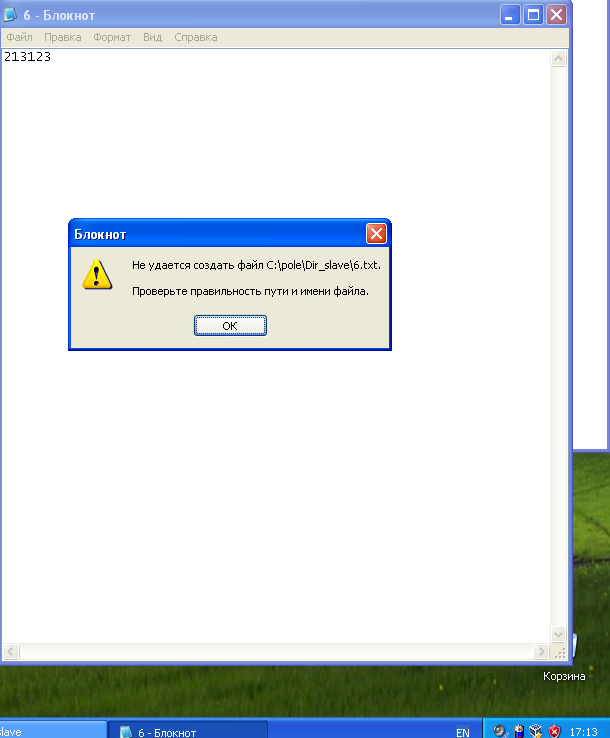 6 - Блокнот
Файл Правка Формат Вид Справка
213123
Блокнот
Не удается создать файл C:\pole\Dir_slave\6.txt.
Проверьте правильность пути и имени файла.
OK
Корзина
slave 6 - Блокнот EN 17:13